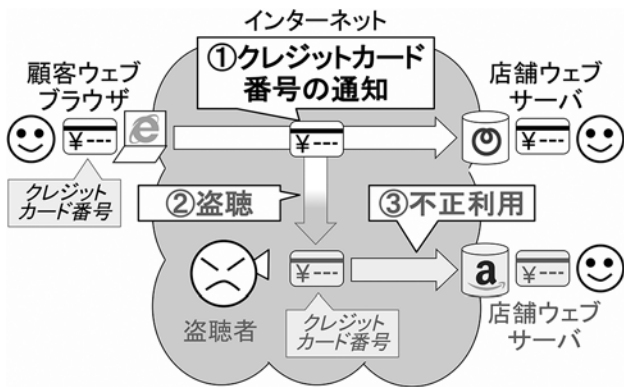 インターネット
①クレジットカード
番号の通知
顧客ウェブ
ブラウザ
店舗ウェブ
サーバ
¥---
e
¥---
¥---
クレジット
カード番号
②盗聴
③不正利用
¥---
a
¥---
盗聴者
クレジット
カード番号
店舗ウェブ
サーバ